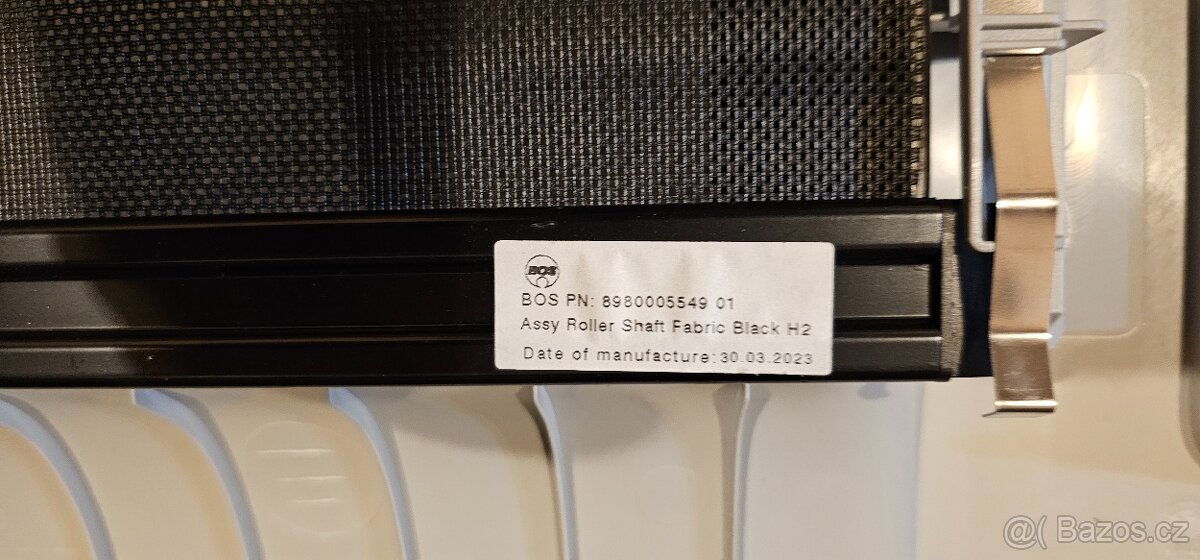 BOS
BOS PN: 8980005549 01
Assy Roller Shaft Fabric Black H2
Date of manufacture: 30.03.2023
@( Bazos.cz